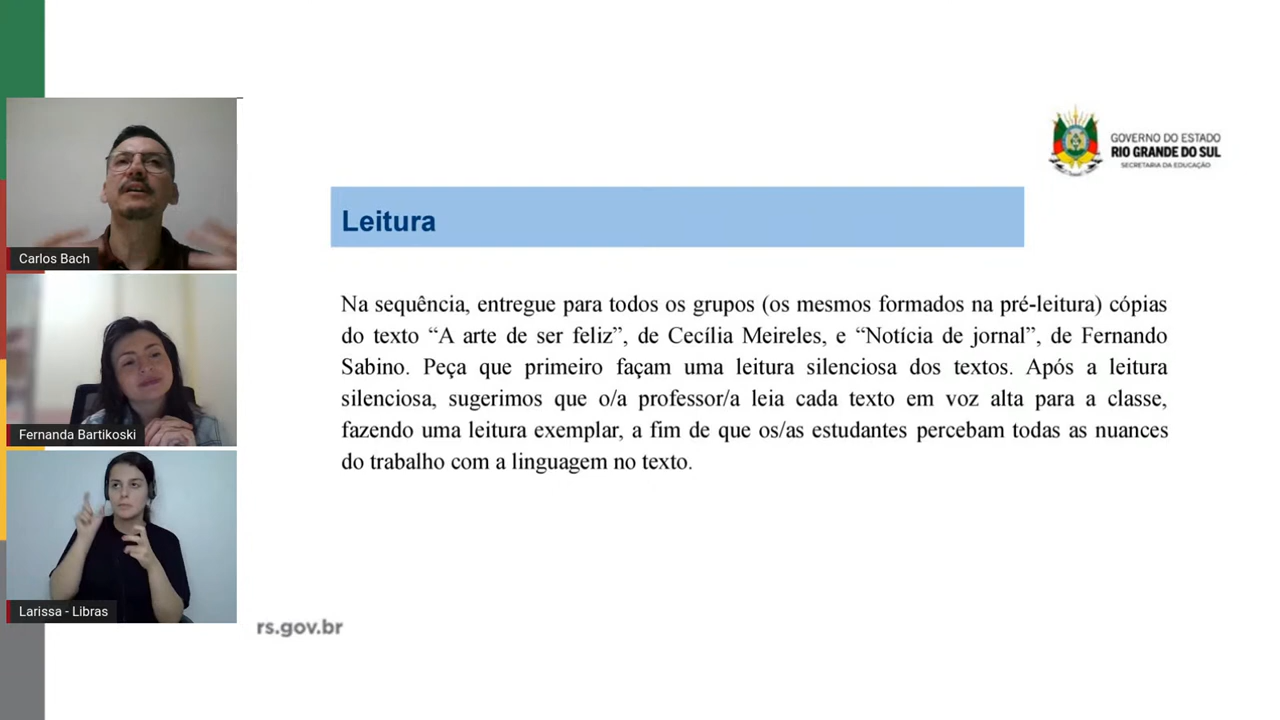 GOVERNO DO ESTADO
RIO GRANDE DO SUL
SECRETARIA DA EDUCAÇÃO
Leitura
Na sequência, entregue para todos os grupos (os mesmos formados na pré-leitura) cópias
do texto “A arte de ser feliz”, de Cecília Meireles, e “Notícia de jornal”, de Fernando
Sabino. Peça que primeiro façam uma leitura silenciosa dos textos. Após a leitura
silenciosa, sugerimos que o/a professor/a leia cada texto em voz alta para a classe,
fazendo uma leitura exemplar, a fim de que os/as estudantes percebam todas as nuances
do trabalho com a linguagem no texto.
Carlos Bach
Fernanda Bartikoski
Larissa - Libras
rs.gov.br